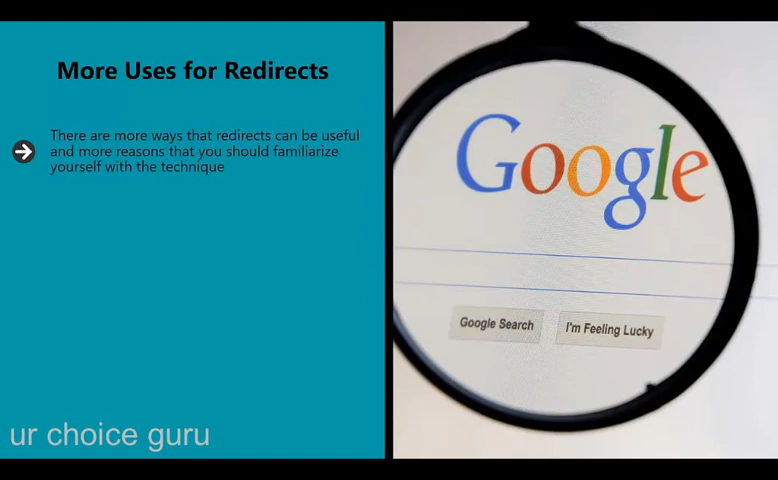 More Uses for Redirects
There are more ways that redirects can be useful
and more reasons that you should familiarize
yourself with the technique
ur choice guru
Google
Google Search
I'm Feeling Lucky